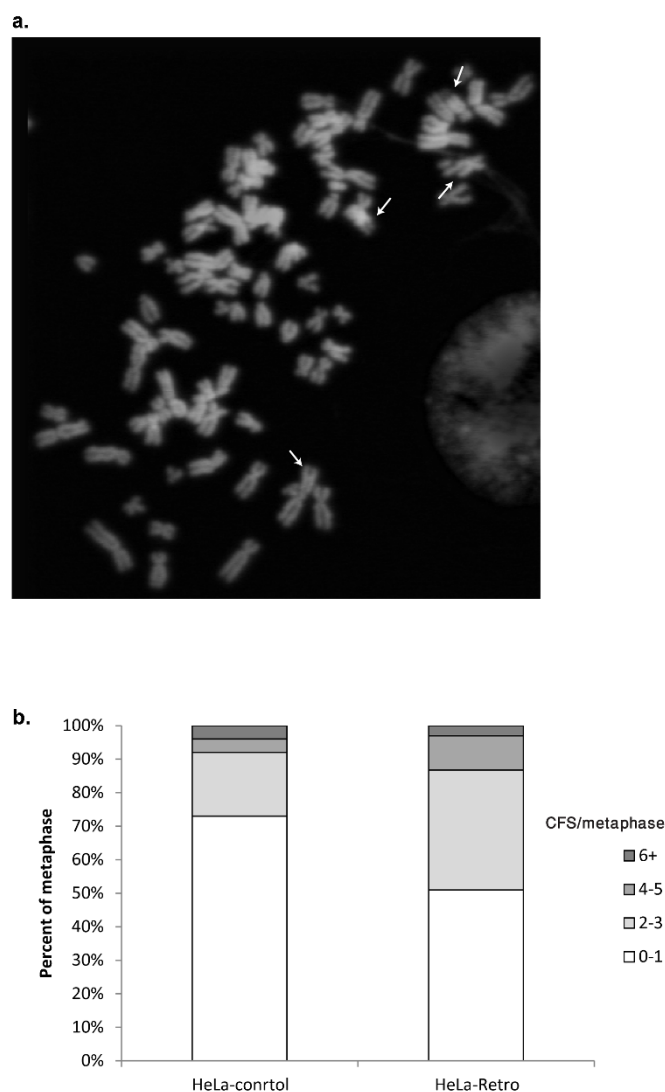 a.
b.
100%
90%
80%
70%
60%
50%
40%
30%
20%
10%
0%
Percent of metaphase
HeLa-conrtol
HeLa-Retro
CFS/metaphase
6+
4-5
2-3
0-1